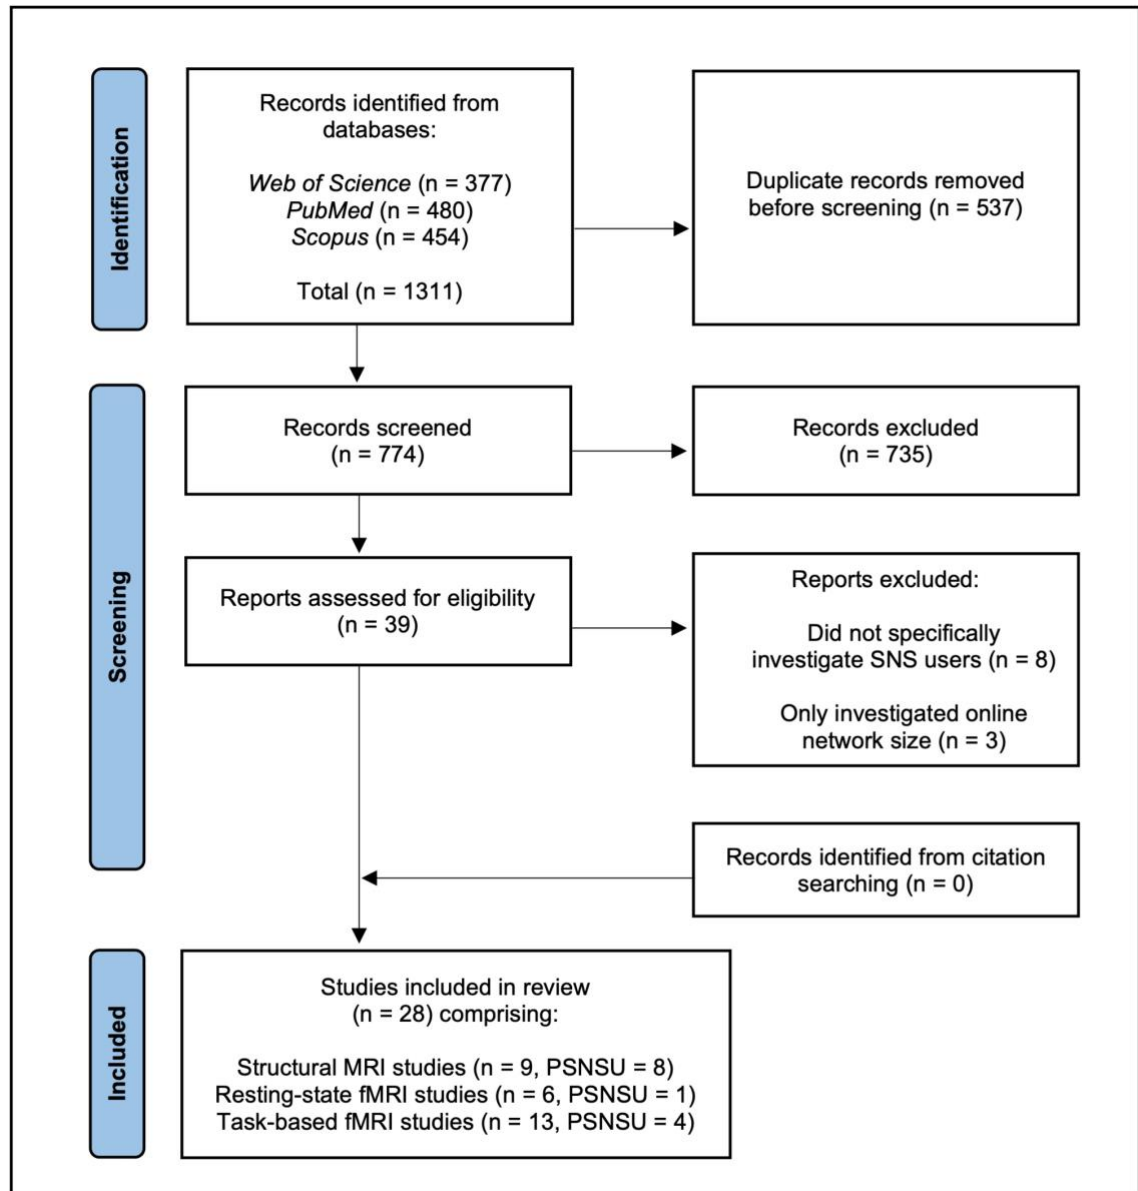 Identification
Records identified from
databases:
Web of Science (n = 377)
PubMed (n = 480)
Scopus (n = 454)
Total (n = 1311)
Duplicate records removed
before screening (n = 537)
Screening
Records screened
(n = 774)
Records excluded
(n = 735)
Reports assessed for eligibility
(n = 39)
Reports excluded:
Did not specifically
investigate SNS users (n = 8)
Only investigated online
network size (n = 3)
Records identified from citation
searching (n = 0)
Included
Studies included in review
(n = 28) comprising:
Structural MRI studies (n = 9, PSNSU = 8)
Resting-state fMRI studies (n = 6, PSNSU = 1)
Task-based fMRI studies (n = 13, PSNSU = 4)